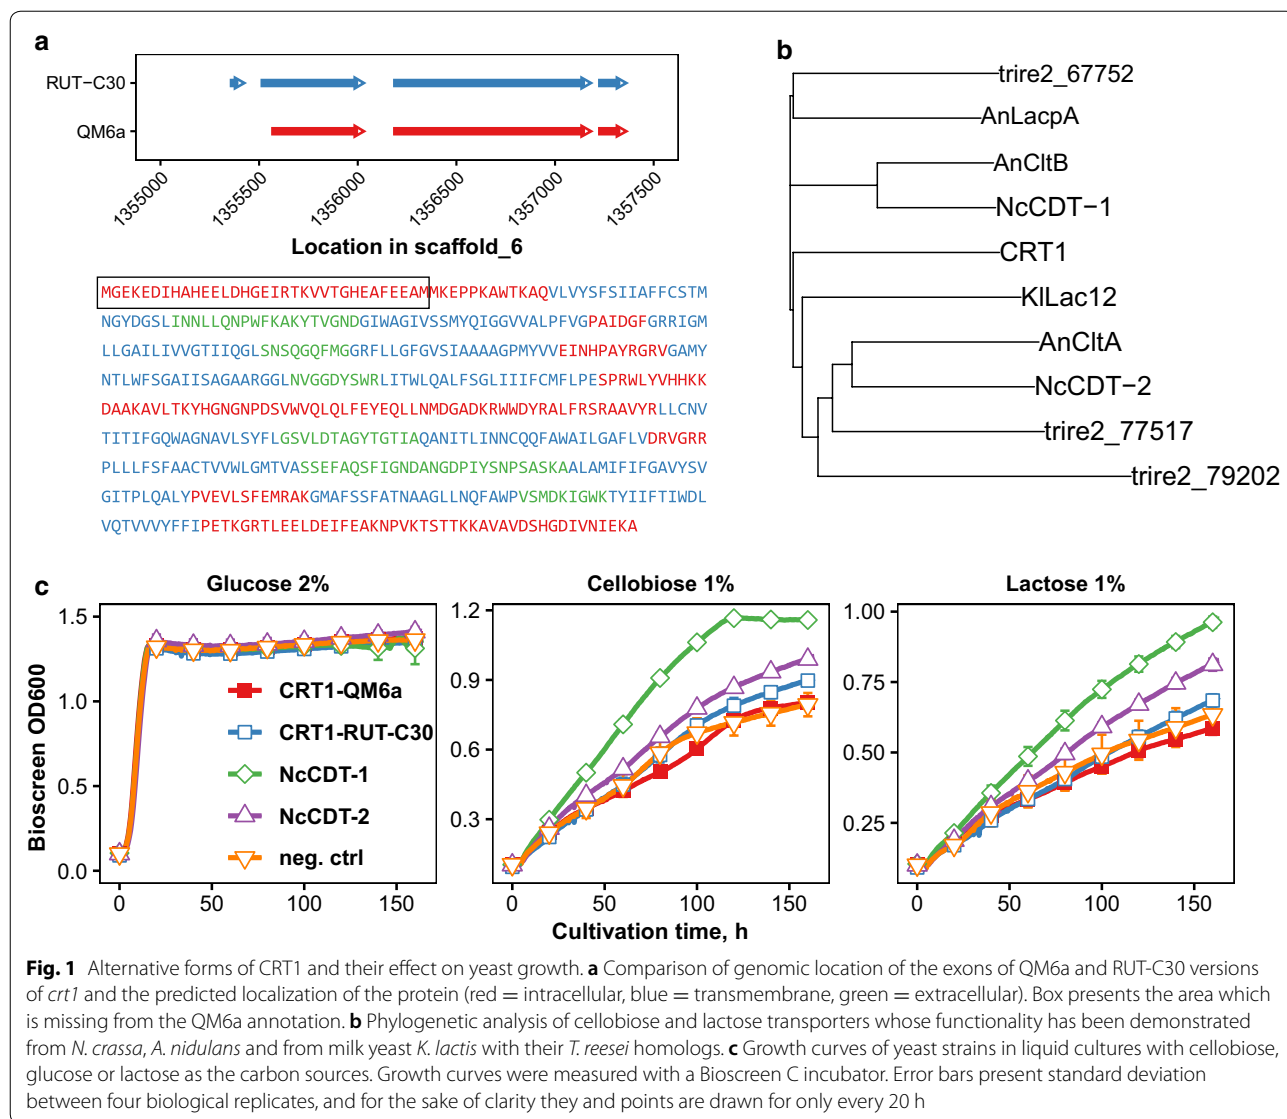 a
RUT−C30
QM6a
1355000
1355500
1356000
1356500
1357000
1357500
Location in scaffold_6
MGEKEDIHAHEELDHGEIRTKVVTGHEAFEEAMMKEPPKAWTKAQVLVYSFSIIAFFCSTM
NGYDGSLINNLLQNPWFKAKYTVGNDGIWAGIVSSMYQIGGVVALPFVGPAIDGFGRRIGM
LLGAILIVVGTIIQGLSNSQGQFMGGRFLLGFGVSIAAAAGPMYVVEINHPAYRGRVGAMY
NTLWFSGAIISAGAARGGLNVGGDYSWRLITWLQALFSGLIIIFCMFLPESPRWLYVHHKK
DAAKAVLTKYHGNGNPDSVWVQLQLFEYEQLLNMDGADKRWWDYRALFRSRAAVYRLLCNV
TITIFGQWAGNAVLSYFLGSVLDTAGYTGTIAQANITLINNCQQFAWAILGAFLVDRVGRR
PLLLFSFAACTVVWLGMTVASSEFAQSFIGNDANGDPIYSNPSASKAALAMIFIFGAVYSV
GITPLQALYPVEVLSFEMRAKGMAFSSFATNAAGLLNQFAWPVSMDKIGWKTYIIFTIWDL
VQTVVVYFFIPETKGRTLEELDEIFEAKNPVKTSTTKKAVAVDSHGDIVNIEKA
b
trire2_67752
AnLacpA
AnCltB
NcCDT−1
CRT1
KlLac12
AnCltA
NcCDT−2
trire2_77517
trire2_79202
c
Glucose 2%
Cellobiose 1%
Lactose 1%
Bioscreen OD600
1.5
1.0
0.5
0.0
CRT1-QM6a
CRT1-RUT-C30
NcCDT-1
NcCDT-2
neg. ctrl
0 50 100 150
1.2
0.9
0.6
0.3
0 50 100 150
1.00
0.75
0.50
0.25
0 50 100 150
Cultivation time, h
Fig. 1 Alternative forms of CRT1 and their effect on yeast growth. a Comparison of genomic location of the exons of QM6a and RUT-C30 versions
of crt1 and the predicted localization of the protein (red = intracellular, blue = transmembrane, green = extracellular). Box presents the area which
is missing from the QM6a annotation. b Phylogenetic analysis of cellobiose and lactose transporters whose functionality has been demonstrated
from N. crassa, A. nidulans and from milk yeast K. lactis with their T. reesei homologs. c Growth curves of yeast strains in liquid cultures with cellobiose,
glucose or lactose as the carbon sources. Growth curves were measured with a Bioscreen C incubator. Error bars present standard deviation
between four biological replicates, and for the sake of clarity they and points are drawn for only every 20 h